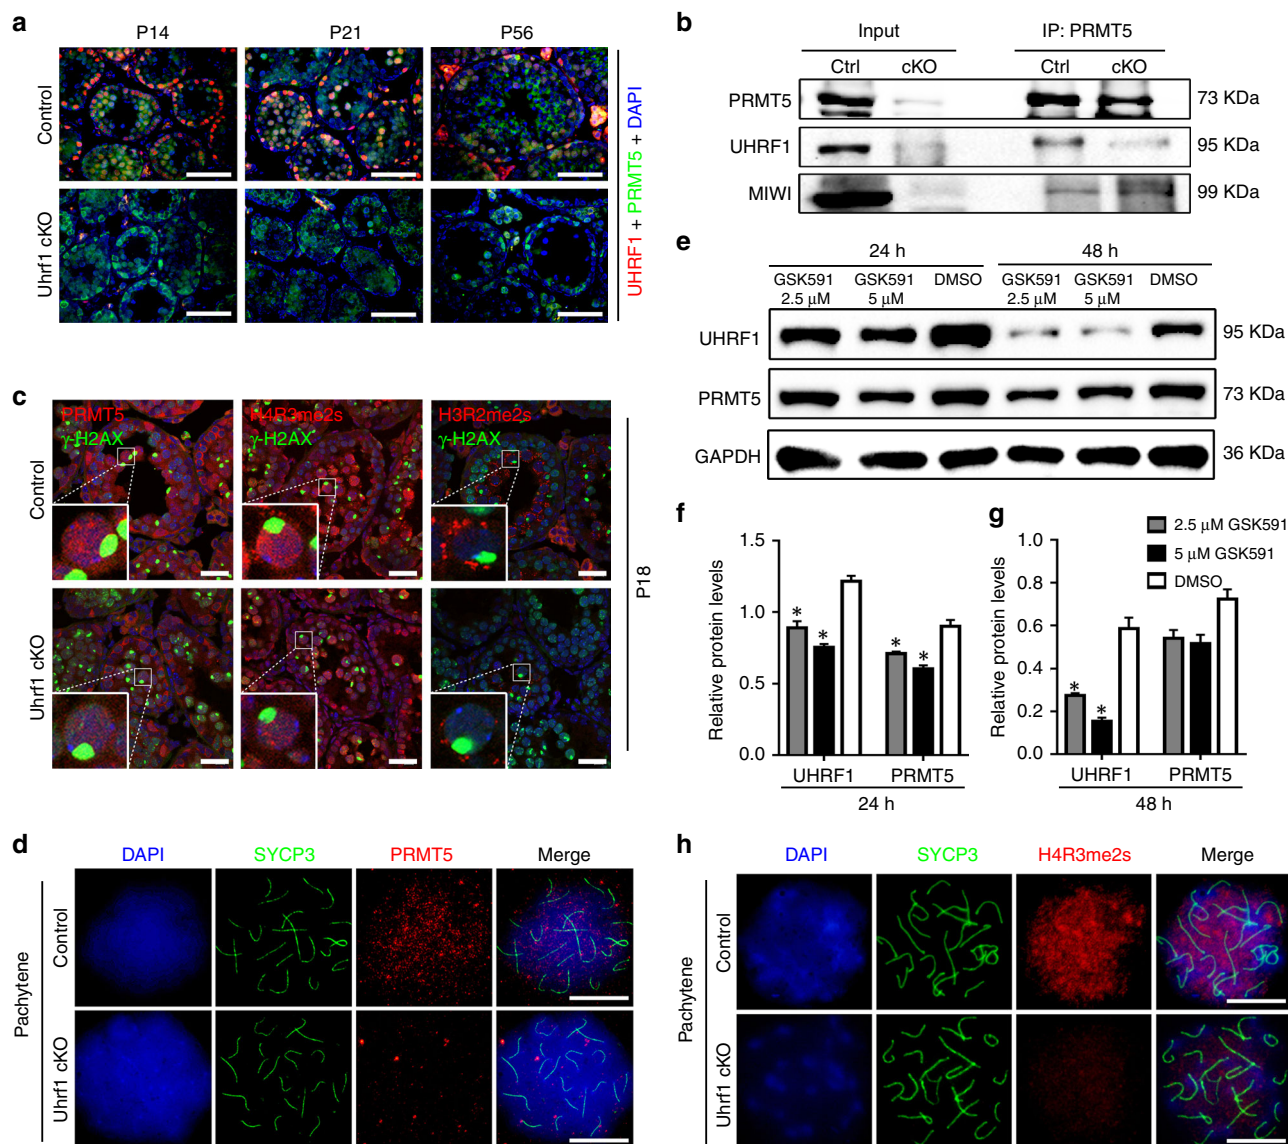 a
P14 P21 P56
Control
Uhrf1 cKO
UHRF1 + PRMT5 + DAPI
b
Input IP: PRMT5
Ctrl cKO Ctrl cKO
PRMT5 73 KDa
UHRF1 95 KDa
MIWI 99 KDa
c
PRMT5 H4R3me2s H3R2me2s
γ-H2AX γ-H2AX γ-H2AX
Control
Uhrf1 cKO
P18
e
24 h 48 h
GSK591 GSK591 DMSO GSK591 GSK591 DMSO
2.5 μM 5 μM 2.5 μM 5 μM
UHRF1 95 KDa
PRMT5 73 KDa
GAPDH 36 KDa
f
Relative protein levels
1.5
1.0
0.5
0.0
* * * *
UHRF1 PRMT5
24 h
g
2.5 μM GSK591
5 μM GSK591
DMSO
Relative protein levels
1.0
0.8
0.6
0.4
0.2
0.0
* *
UHRF1 PRMT5
48 h
d
DAPI SYCP3 PRMT5 Merge
Pachytene
Control
Uhrf1 cKO
h
DAPI SYCP3 H4R3me2s Merge
Pachytene
Control
Uhrf1 cKO